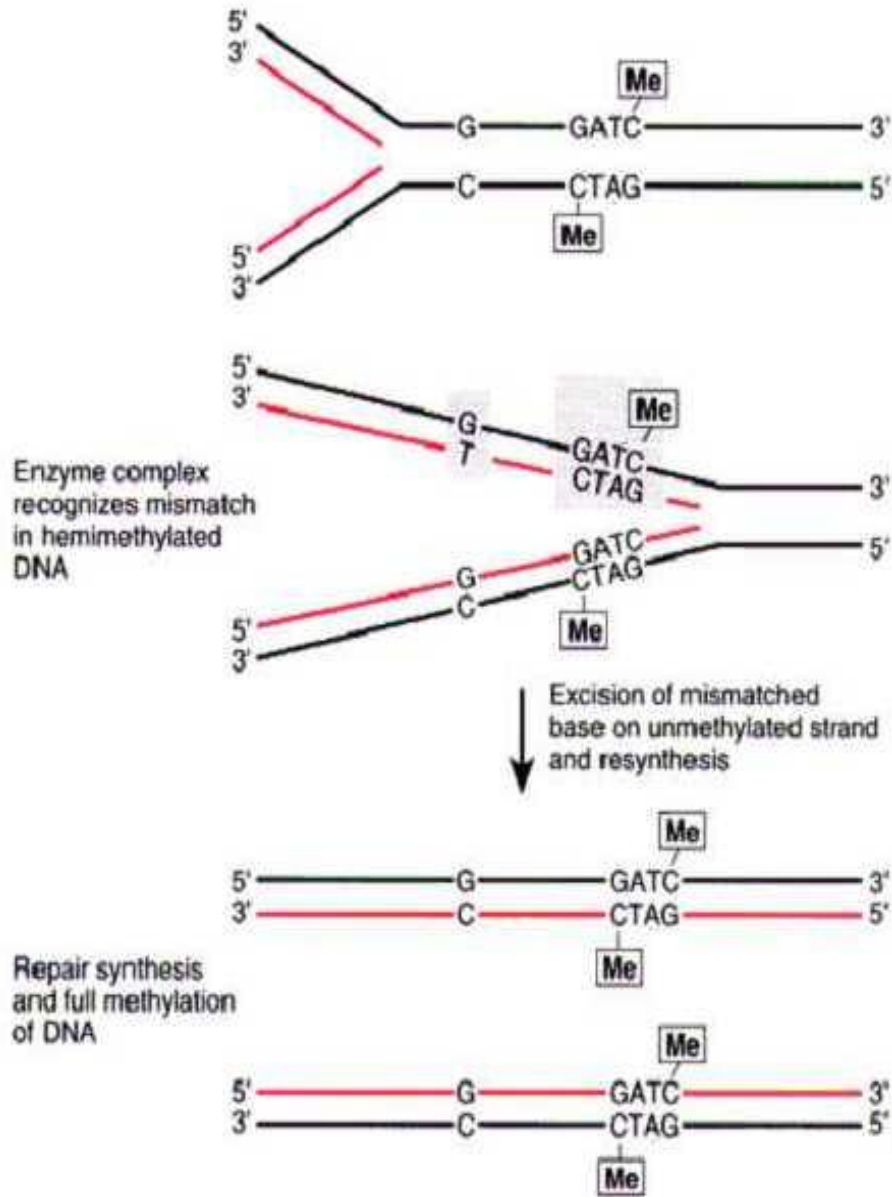 5'
3'
Me
G GATC 3'
C CTAG 5'
Me
5'
3'
5'
3'
Me
G GATC
T CTAG 3'
Enzyme complex
recognizes mismatch
in hemimethylated
DNA
G GATC 5'
C CTAG
Me
5'
3'
Excision of mismatched
base on unmethylated strand
and resynthesis
Me
5' G GATC 3'
3' C CTAG 5'
Me
Repair synthesis
and full methylation
of DNA
Me
5' G GATC 3'
3' C CTAG 5'
Me